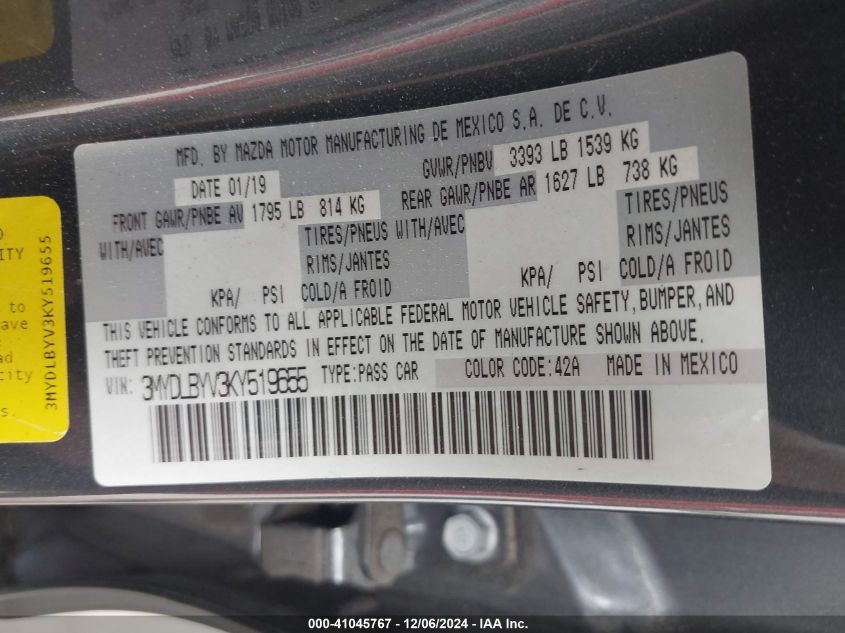 MFD. BY MAZDA MOTOR MANUFACTURING DE MEXICO S.A. DE C.V.
DATE 01/19 GVWR/PNBV 3393 LB 1539 KG
FRONT GAWR/PNBE AV 1795 LB 814 KG REAR GAWR/PNBE AR 1627 LB 738 KG
WITH/AVEC TIRES/PNEUS WITH/AVEC TIRES/PNEUS
RIMS/JANTES RIMS/JANTES
KPA/ PSI COLD/A FROID KPA/ PSI COLD/A FROID
THIS VEHICLE CONFORMS TO ALL APPLICABLE FEDERAL MOTOR VEHICLE SAFETY, BUMPER, AND
THEFT PREVENTION STANDARDS IN EFFECT ON THE DATE OF MANUFACTURE SHOWN ABOVE.
VIN: 3MYDLBYV3KY519655 TYPE:PASS CAR COLOR CODE:42A MADE IN MEXICO
ITY
to
ave
city
s.
3MYDLBYV3KY519655
000-41045767 - 12/06/2024 - IAA Inc.